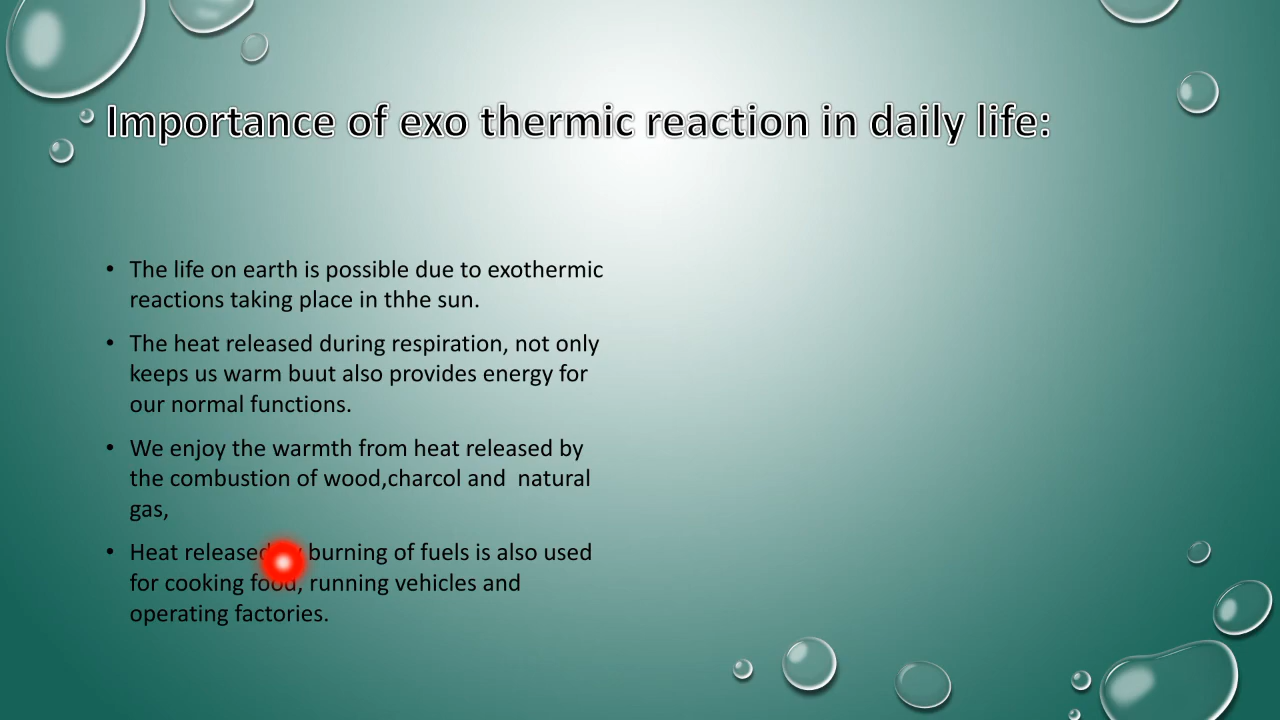 Importance of exo thermic reaction in daily life:
• The life on earth is possible due to exothermic
reactions taking place in thhe sun.
• The heat released during respiration, not only
keeps us warm buut also provides energy for
our normal functions.
• We enjoy the warmth from heat released by
the combustion of wood,charcol and  natural
gas,
• Heat released burning of fuels is also used
for cooking food, running vehicles and
operating factories.